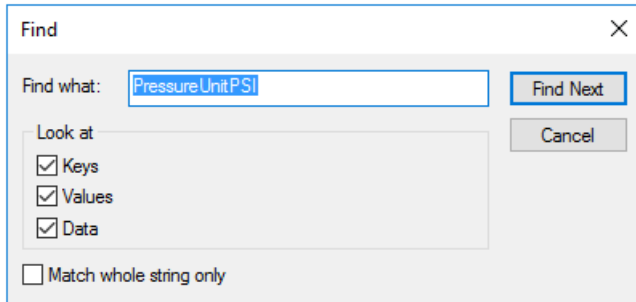 Find
Find what: PressureUnitPSI Find Next
Look at Cancel
Keys
Values
Data
Match whole string only